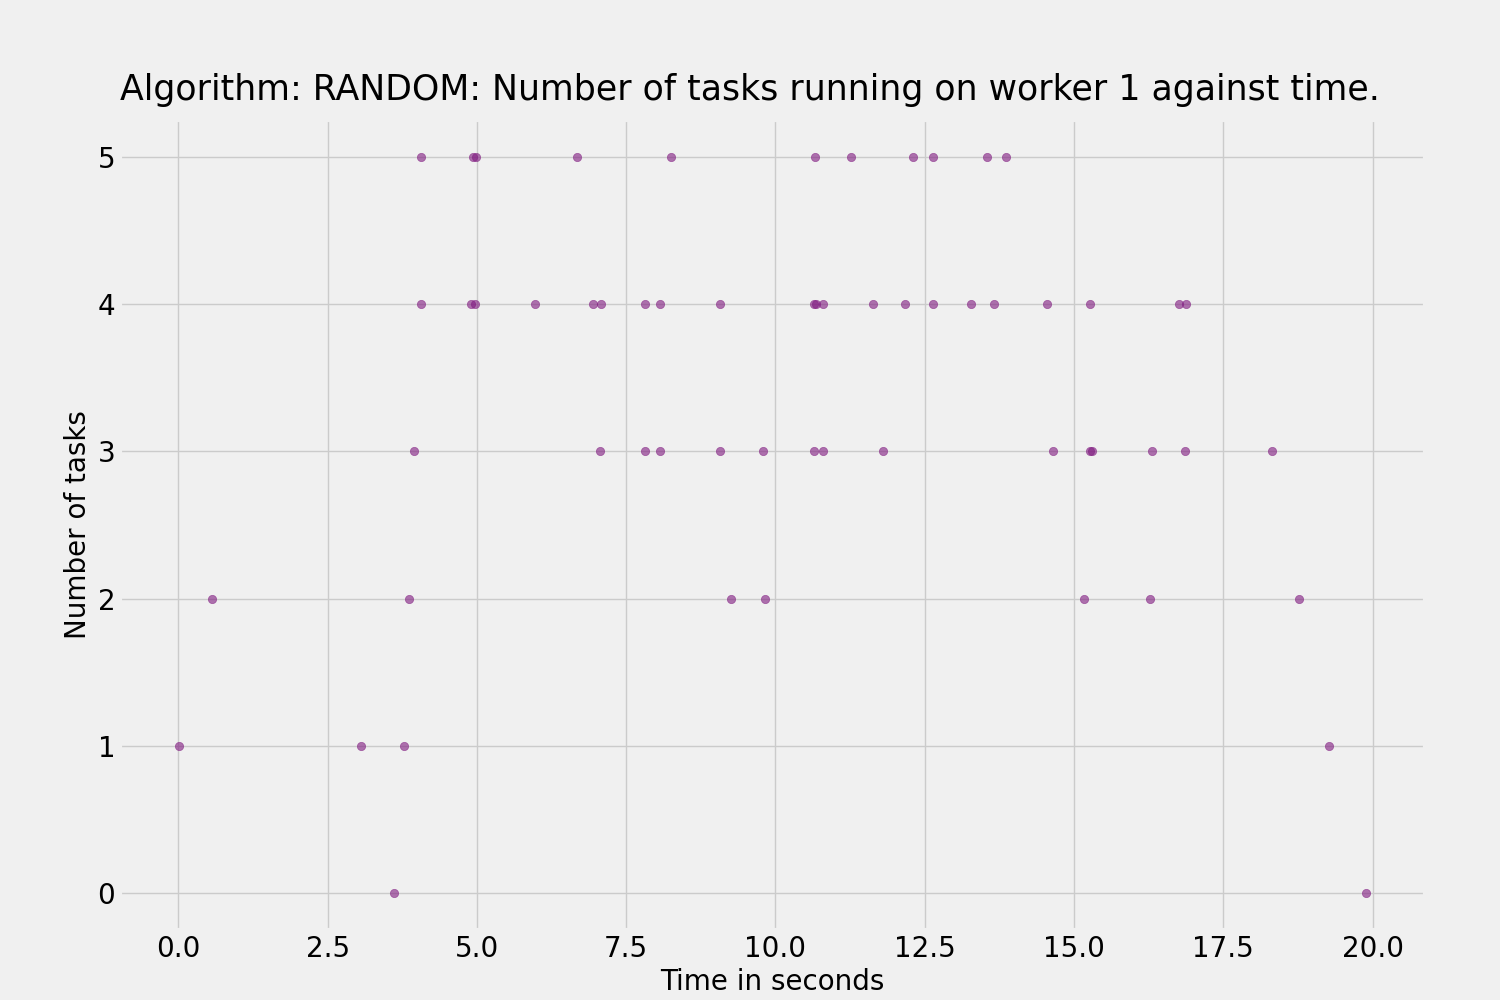 Algorithm: RANDOM: Number of tasks running on worker 1 against time.
5
4
3
2
1
0
Number of tasks
0.0 2.5 5.0 7.5 10.0 12.5 15.0 17.5 20.0
Time in seconds